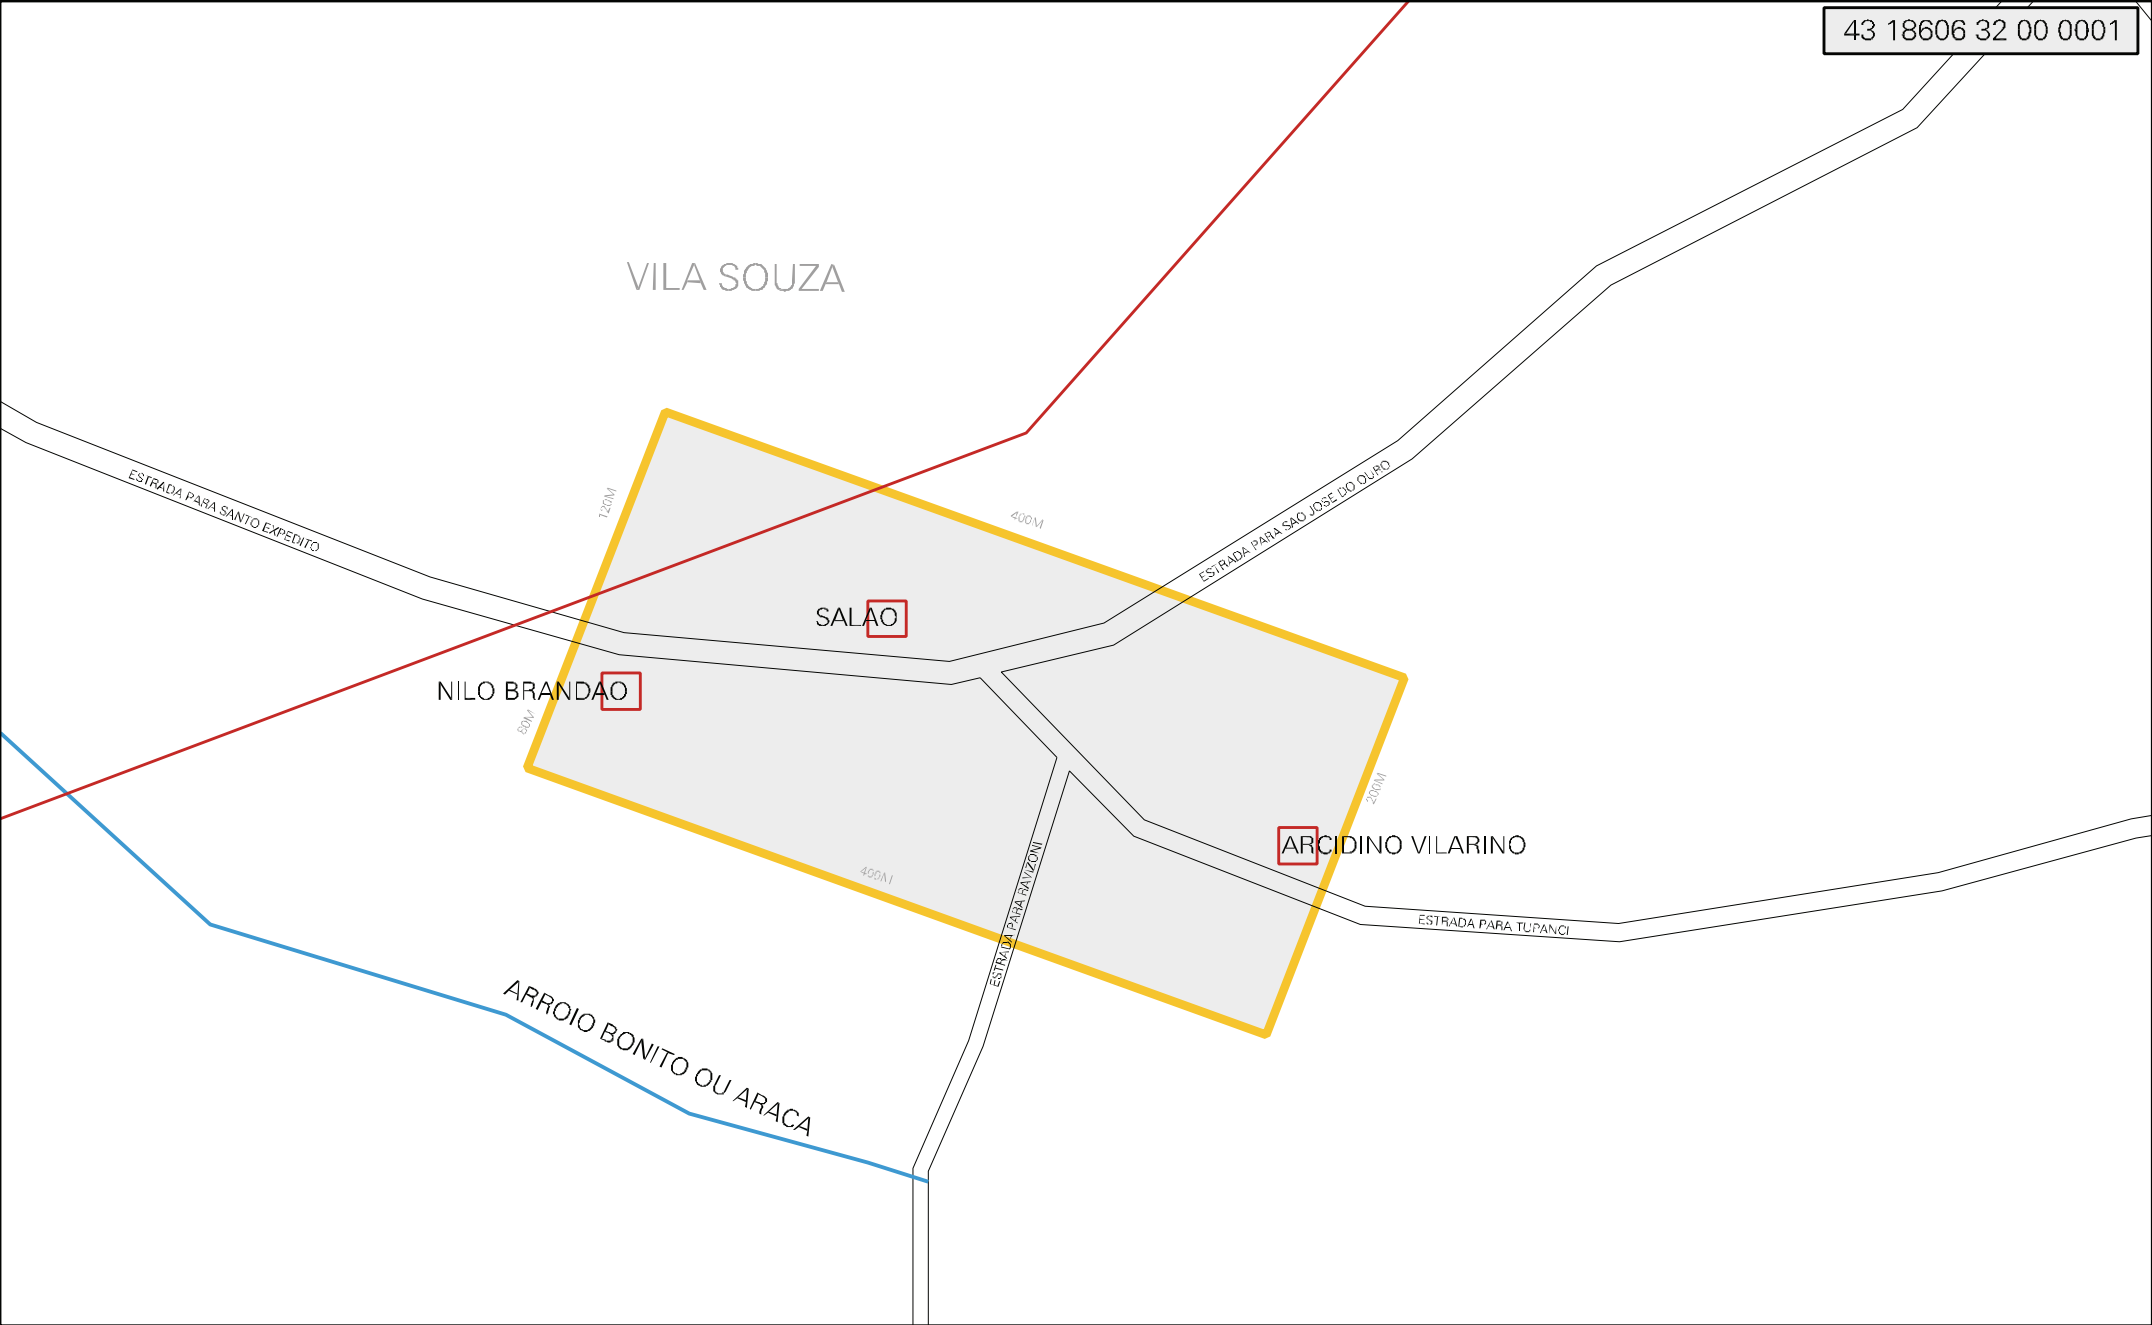 43 18606 32 00 0001
VILA SOUZA
ESTRADA PARA SANTO EXPEDITO
120M
400M
ESTRADA PARA SAO JOSE DO OURO
SALAO
NILO BRANDAO
80M
200M
ARCIDINO VILARINO
400M
ESTRADA PARA RAVIZONI
ESTRADA PARA TUPANCI
ARROIO BONITO OU ARACA